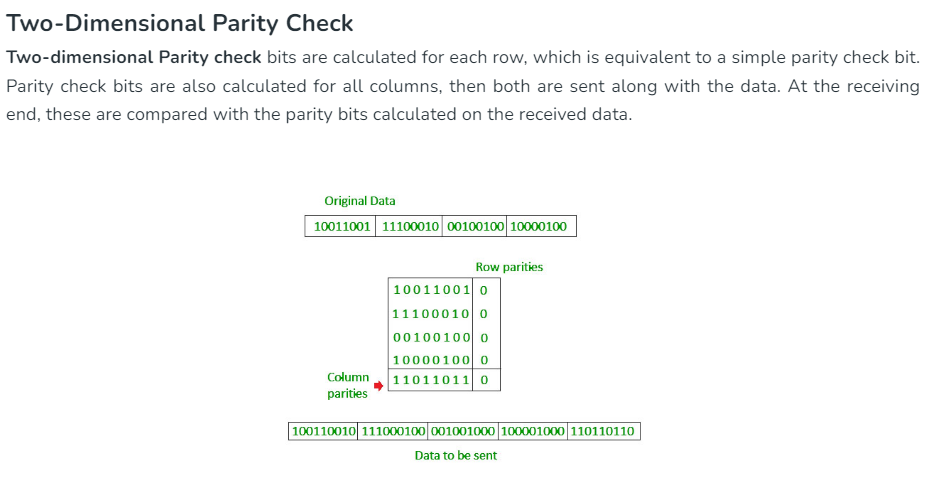 Two-Dimensional Parity Check
Two-dimensional Parity check bits are calculated for each row, which is equivalent to a simple parity check bit.
Parity check bits are also calculated for all columns, then both are sent along with the data. At the receiving
end, these are compared with the parity bits calculated on the received data.
Original Data
10011001 11100010 00100100 10000100
Row parities
10011001 0
11100010 0
00100100 0
10000100 0
Column
parities
11011011 0
100110010 111000100 001001000 100001000 110110110
Data to be sent